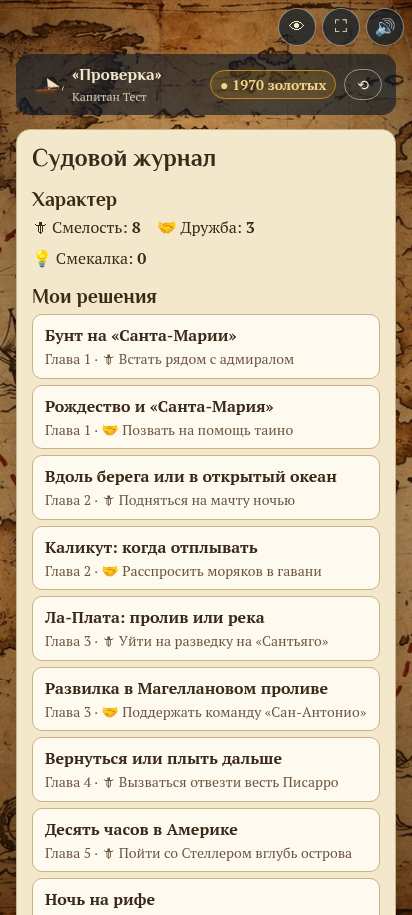 «Проверка»
Капитан Тест
● 1970 золотых
Судовой журнал
Характер
Смелость: 8 Дружба: 3
Смекалка: 0
Мои решения
Бунт на «Санта-Марии»
Глава 1 · Встать рядом с адмиралом
Рождество и «Санта-Мария»
Глава 1 · Позвать на помощь таино
Вдоль берега или в открытый океан
Глава 2 · Подняться на мачту ночью
Каликут: когда отплывать
Глава 2 · Расспросить моряков в гавани
Ла-Плата: пролив или река
Глава 3 · Уйти на разведку на «Сантьяго»
Развилка в Магеллановом проливе
Глава 3 · Поддержать команду «Сан-Антонио»
Вернуться или плыть дальше
Глава 4 · Вызваться отвезти весть Писарро
Десять часов в Америке
Глава 5 · Пойти со Стеллером вглубь острова
Ночь на рифе